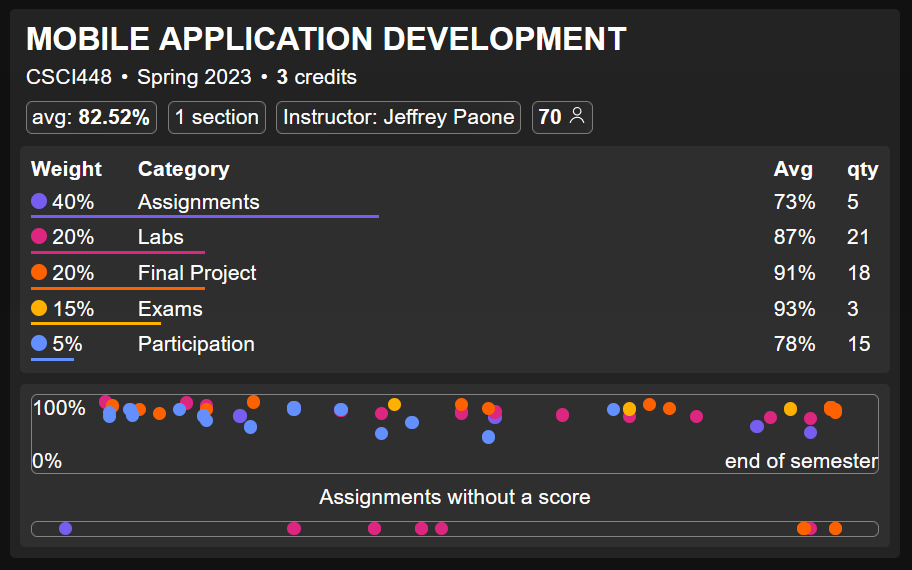 MOBILE APPLICATION DEVELOPMENT
CSCI448 • Spring 2023 • 3 credits
avg: 82.52% 1 section Instructor: Jeffrey Paone 70
Weight Category Avg qty
40% Assignments 73% 5
20% Labs 87% 21
20% Final Project 91% 18
15% Exams 93% 3
5% Participation 78% 15
100%
0% end of semester
Assignments without a score